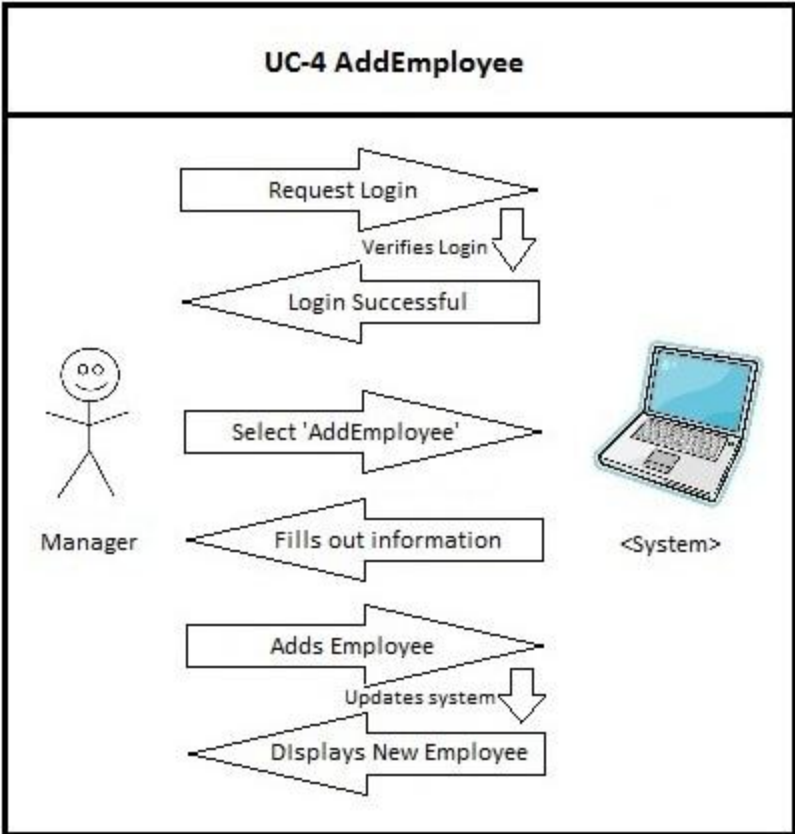 UC-4 AddEmployee
Request Login
Verifies Login
Login Successful
Select 'AddEmployee'
Manager
Fills out information
<System>
Adds Employee
Updates system
DIsplays New Employee